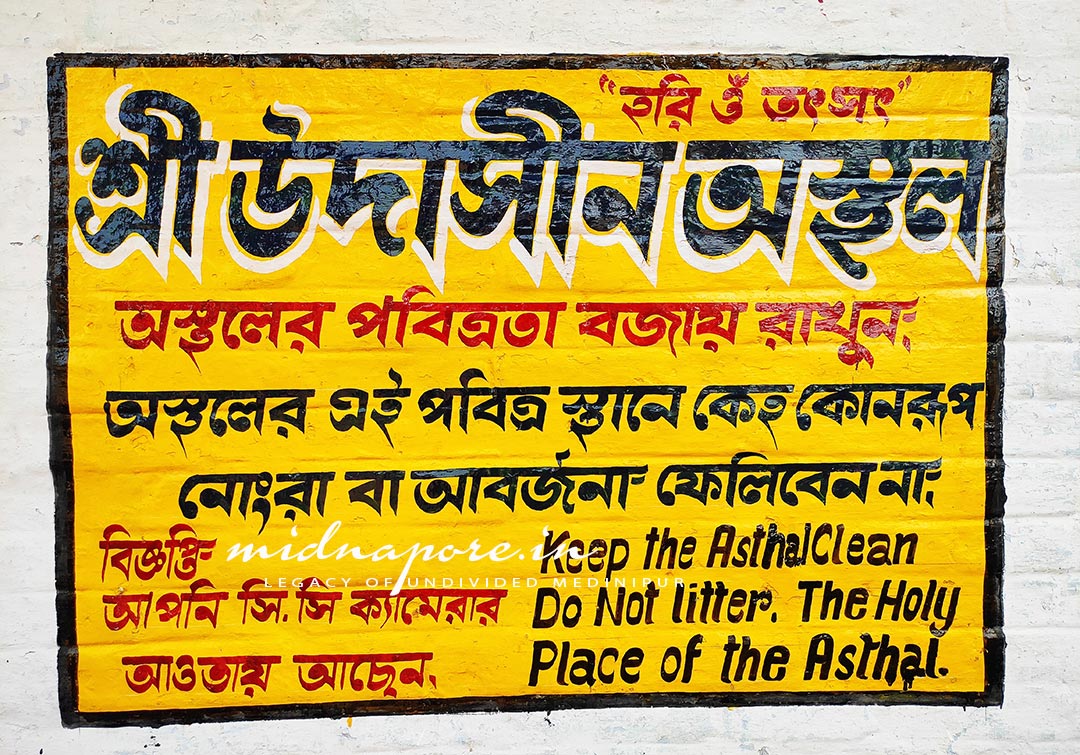 "হরি ওঁ তৎসৎ"
শ্রী উদাসীন অস্থল
অস্থলের পবিত্রতা বজায় রাখুন,
অস্থলের এই পবিত্র স্থানে কেহ কোনরূপ
নোংরা বা আবর্জনা ফেলিবেন না,
বিজ্ঞপ্তি-
আপনি সি.সি ক্যামেরার
আওতায় আছেন,
Keep the Asthal Clean
Do Not litter. The Holy
Place of the Asthal.
midnapore.in
LEGACY OF UNDIVIDED MEDINIPUR